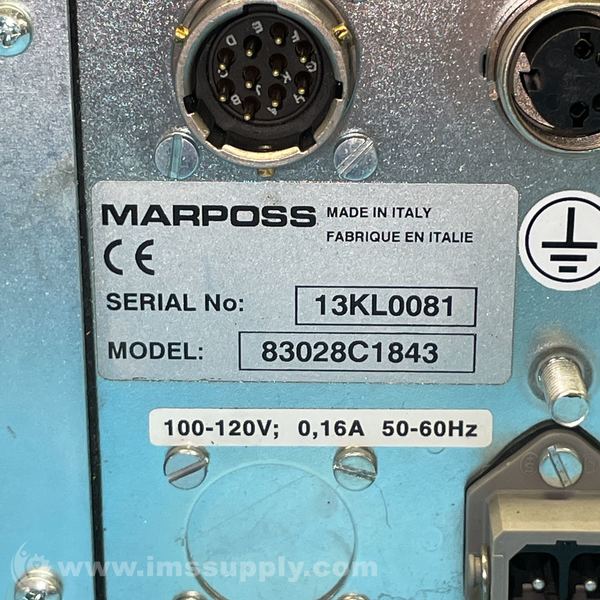 MARPOSS MADE IN ITALY
FABRIQUE EN ITALIE
CE
SERIAL No: 13KL0081
MODEL: 83028C1843
100-120V; 0,16A 50-60Hz
www.imssupply.com